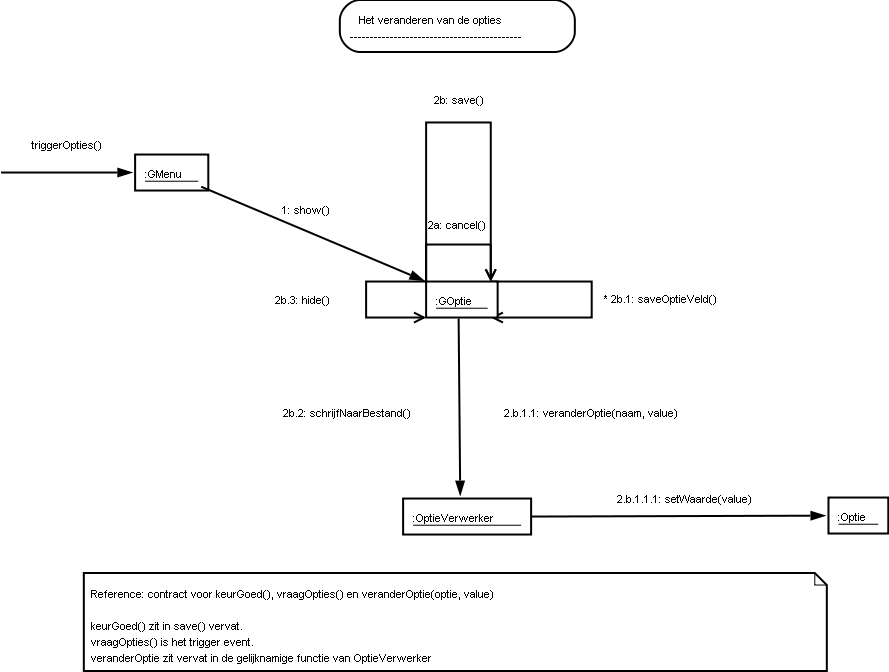 Het veranderen van de opties
-------------------------------------------
2b: save()
triggerOpties()
:GMenu
1: show()
2a: cancel()
2b.3: hide()
:GOptie
* 2b.1: saveOptieVeld()
2b.2: schrijfNaarBestand()
2.b.1.1: veranderOptie(naam, value)
2.b.1.1.1: setWaarde(value)
:OptieVerwerker
:Optie
Reference: contract voor keurGoed(), vraagOpties() en veranderOptie(optie, value)
keurGoed() zit in save() vervat.
vraagOpties() is het trigger event.
veranderOptie zit vervat in de gelijknamige functie van OptieVerwerker